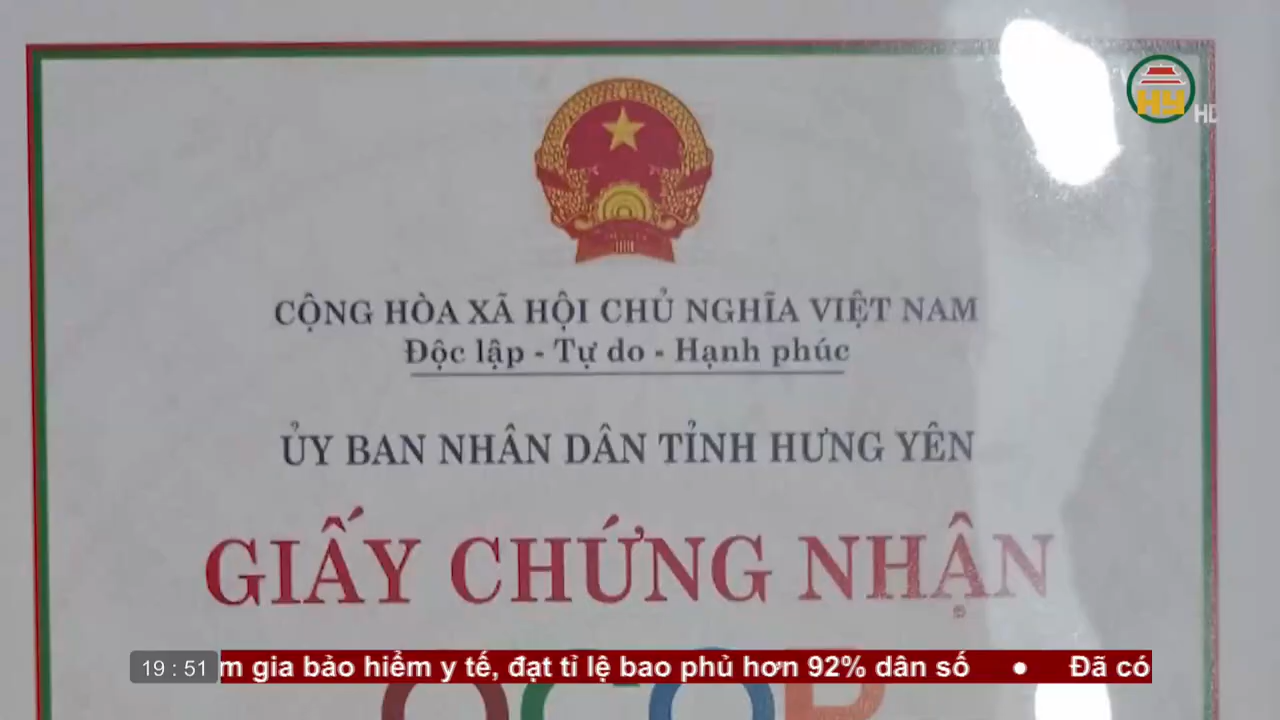 HY
HD
CỘNG HÒA XÃ HỘI CHỦ NGHĨA VIỆT NAM
Độc lập - Tự do - Hạnh phúc
ỦY BAN NHÂN DÂN TỈNH HƯNG YÊN
GIẤY CHỨNG NHẬN
19 : 51 m gia bảo hiểm y tế, đạt tỉ lệ bao phủ hơn 92% dân số • Đã có
OCOP